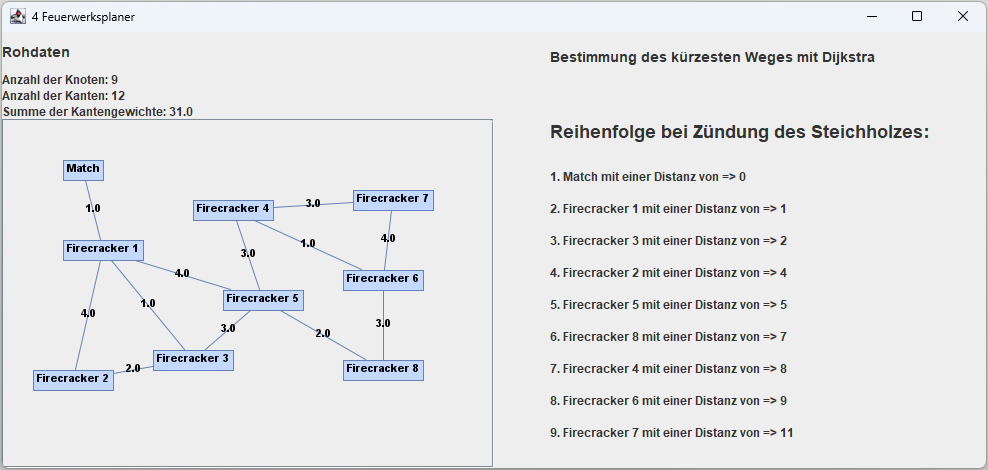 4 Feuerwerksplaner
Rohdaten
Anzahl der Knoten: 9
Anzahl der Kanten: 12
Summe der Kantengewichte: 31.0
Match
1.0
Firecracker 1
Firecracker 4
3.0
Firecracker 7
1.0
4.0
3.0
4.0
Firecracker 6
Firecracker 5
4.0
1.0
3.0
2.0
3.0
Firecracker 3
2.0
Firecracker 2
Firecracker 8
Bestimmung des kürzesten Weges mit Dijkstra
Reihenfolge bei Zündung des Steichholzes:
1. Match mit einer Distanz von => 0
2. Firecracker 1 mit einer Distanz von => 1
3. Firecracker 3 mit einer Distanz von => 2
4. Firecracker 2 mit einer Distanz von => 4
5. Firecracker 5 mit einer Distanz von => 5
6. Firecracker 8 mit einer Distanz von => 7
7. Firecracker 4 mit einer Distanz von => 8
8. Firecracker 6 mit einer Distanz von => 9
9. Firecracker 7 mit einer Distanz von => 11